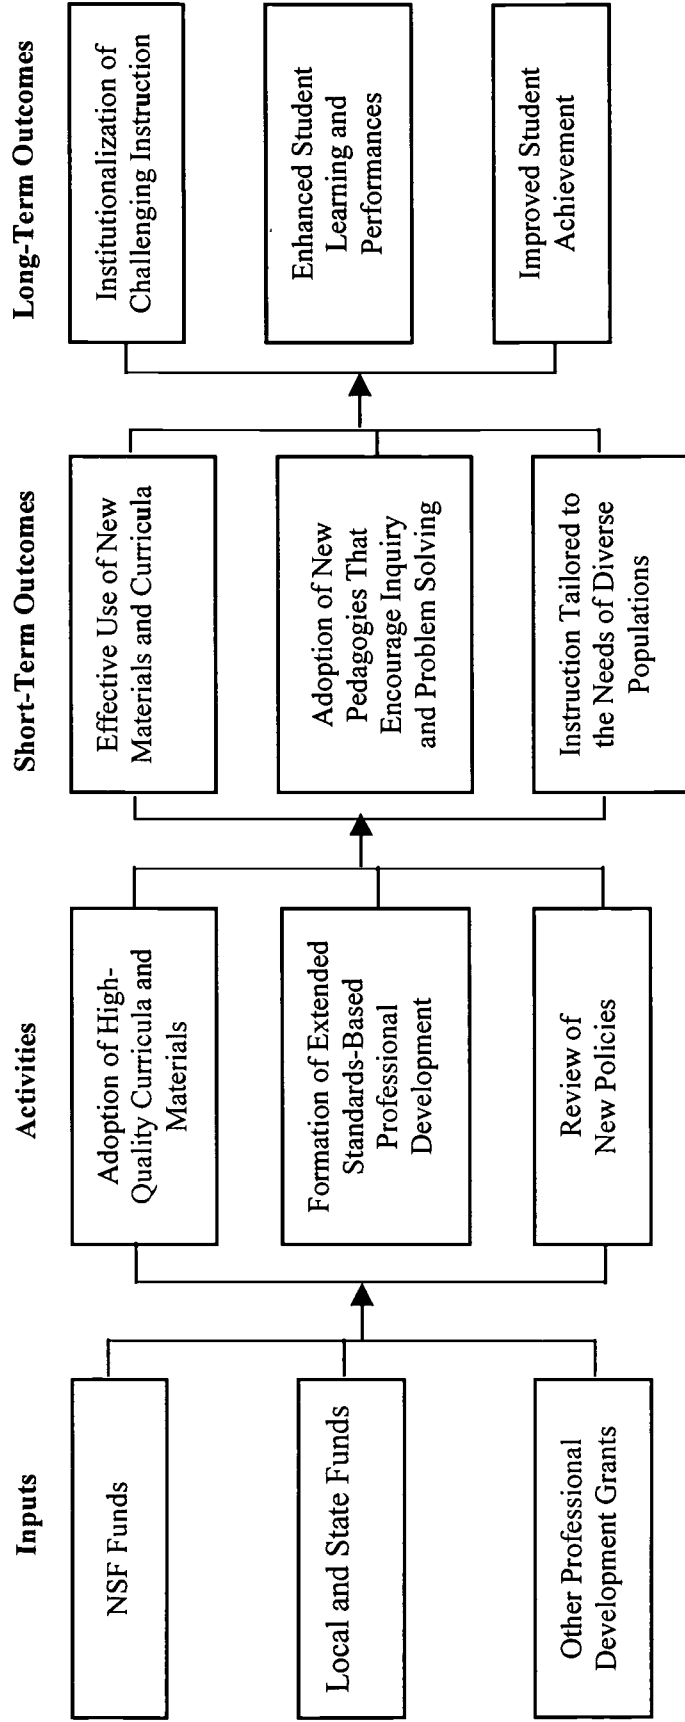 Inputs
NSF Funds
Local and State Funds
Other Professional
Development Grants
Activities
Adoption of High-
Quality Curricula and
Materials
Formation of Extended
Standards-Based
Professional
Development
Review of
New Policies
Short-Term Outcomes
Effective Use of New
Materials and Curricula
Adoption of New
Pedagogies That
Encourage Inquiry
and Problem Solving
Instruction Tailored to
the Needs of Diverse
Populations
Long-Term Outcomes
Institutionalization of
Challenging Instruction
Enhanced Student
Learning and
Performances
Improved Student
Achievement